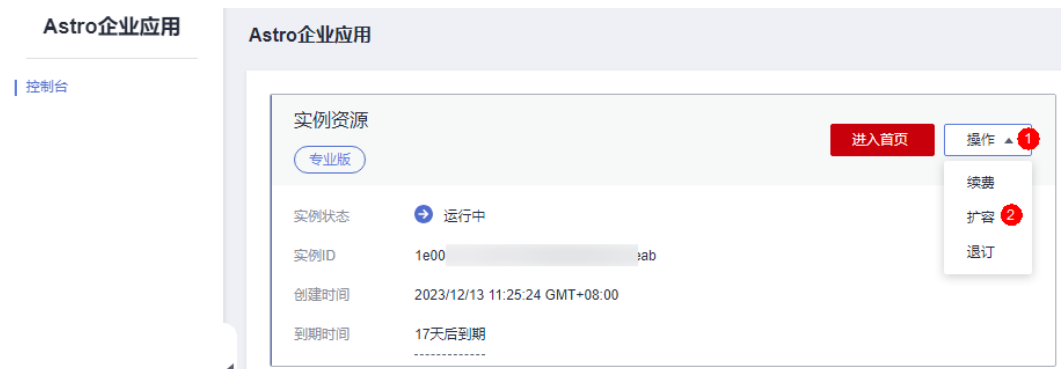 Astro企业应用
控制台
Astro企业应用
实例资源
专业版
进入首页
操作 1
续费
扩容 2
退订
实例状态 运行中
实例ID 1e00 eab
创建时间 2023/12/13 11:25:24 GMT+08:00
到期时间 17天后到期